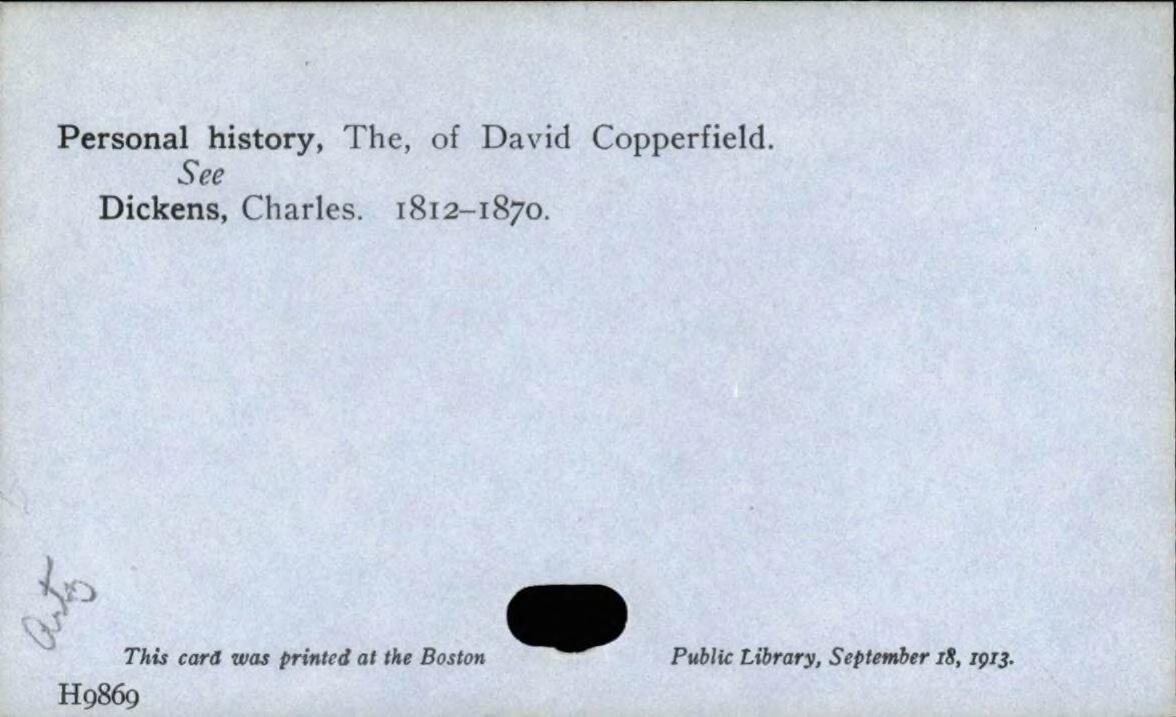 Personal history, The, of David Copperfield.
See
Dickens, Charles. 1812–1870.
This card was printed at the Boston Public Library, September 18, 1913.
H9869